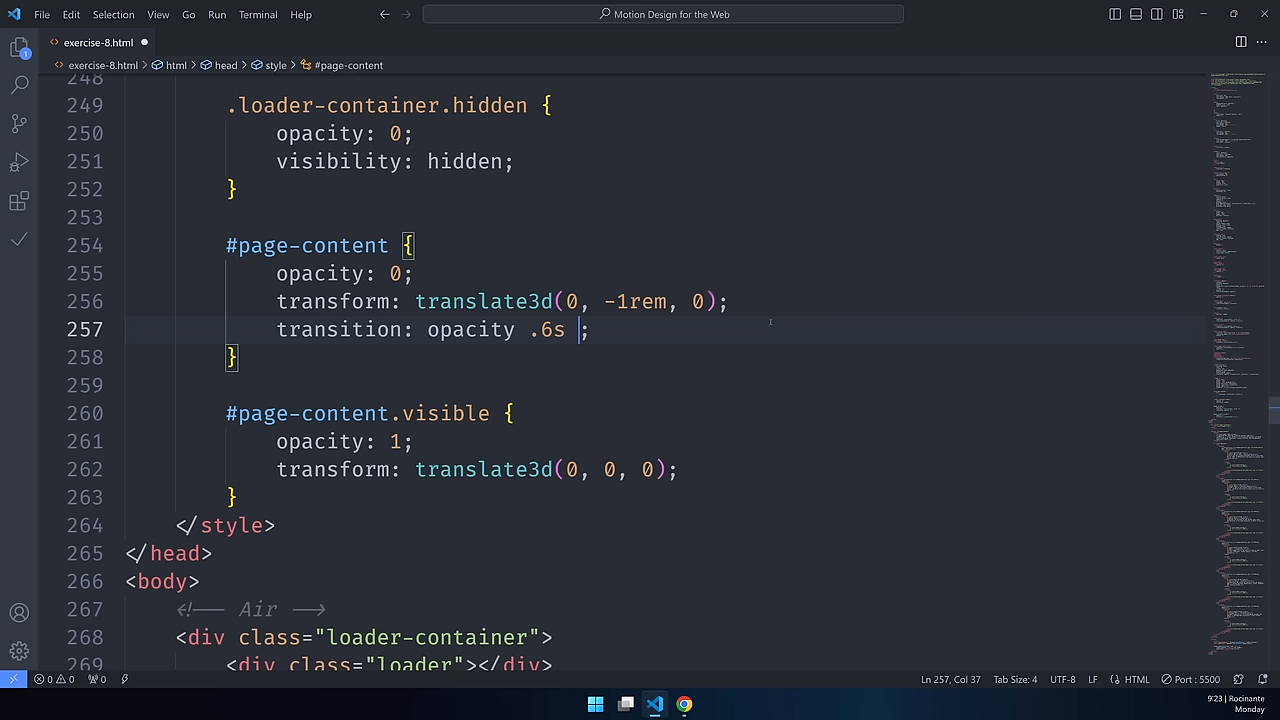 File Edit Selection View Go Run Terminal Help
Motion Design for the Web
exercise-8.html
exercise-8.html > html > head > style > #page-content
1
248
249 .loader-container.hidden {
250 opacity: 0;
251 visibility: hidden;
252 }
253
254 #page-content {
255 opacity: 0;
256 transform: translate3d(0, -1rem, 0);
257 transition: opacity .6s ;
258 }
259
260 #page-content.visible {
261 opacity: 1;
262 transform: translate3d(0, 0, 0);
263 }
264 </style>
265 </head>
266 <body>
267 <!-- Air -->
268 <div class="loader-container">
269 <div class="loader"></div>
0 0 0 Ln 257, Col 37 Tab Size: 4 UTF-8 LF HTML Port : 5500
9:23 | Rocinante
Monday